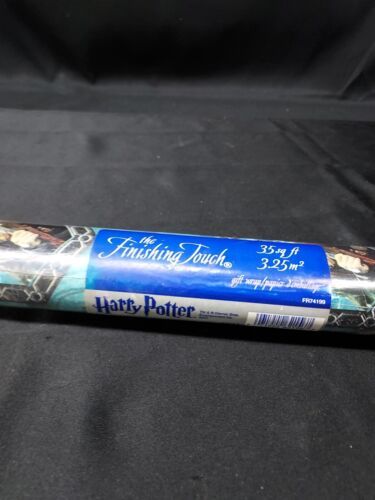 the
Finishing Touch®
35 sq ft
3.25 m²
gift wrap/papier d'emballage
FR74199
Harry Potter